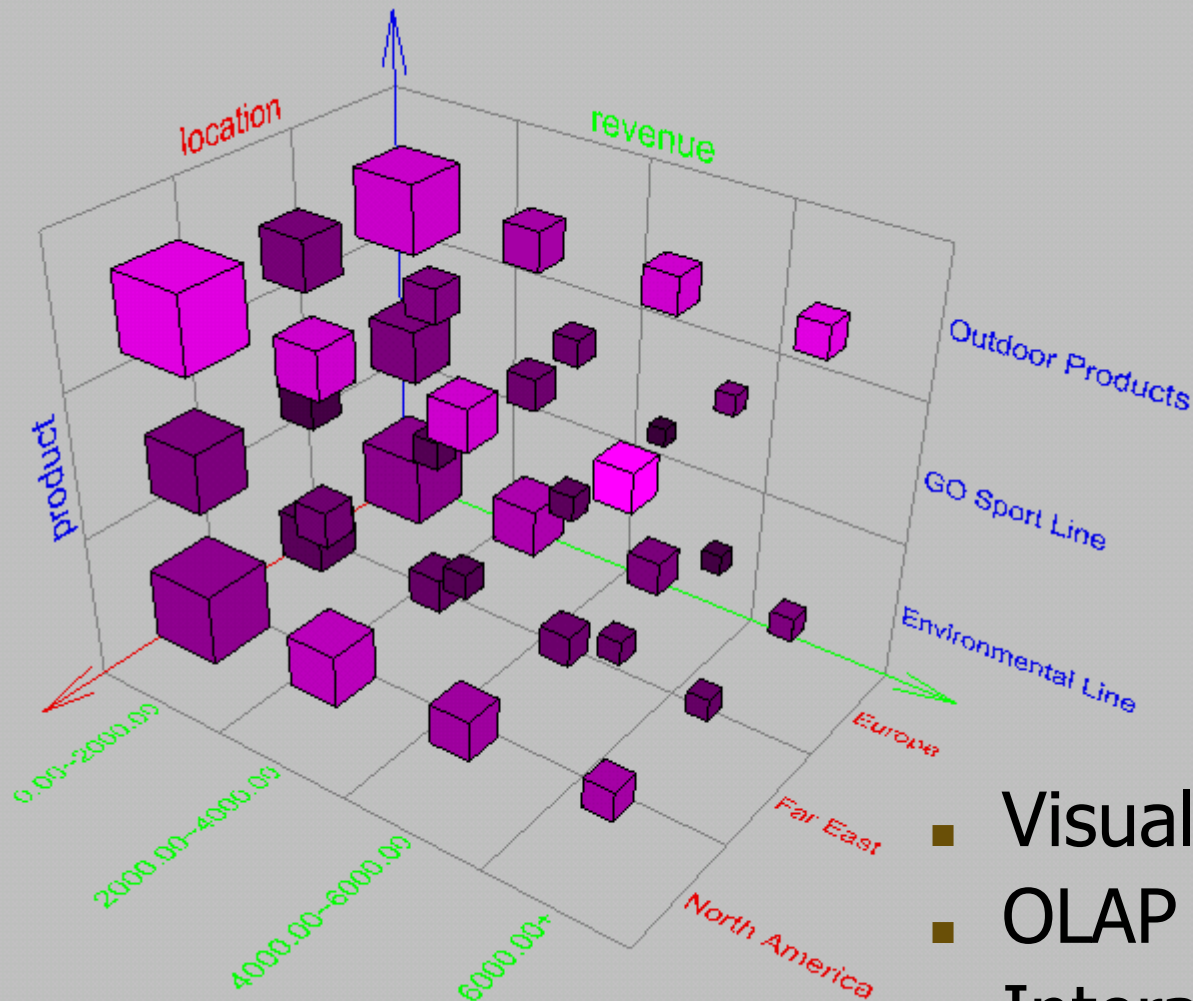 location
revenue
product
Outdoor Products
GO Sport Line
Environmental Line
Europe
Far East
North America
0.00~2000.00
2000.00~4000.00
4000.00~6000.00
6000.00+
■ Visual
■ OLAP